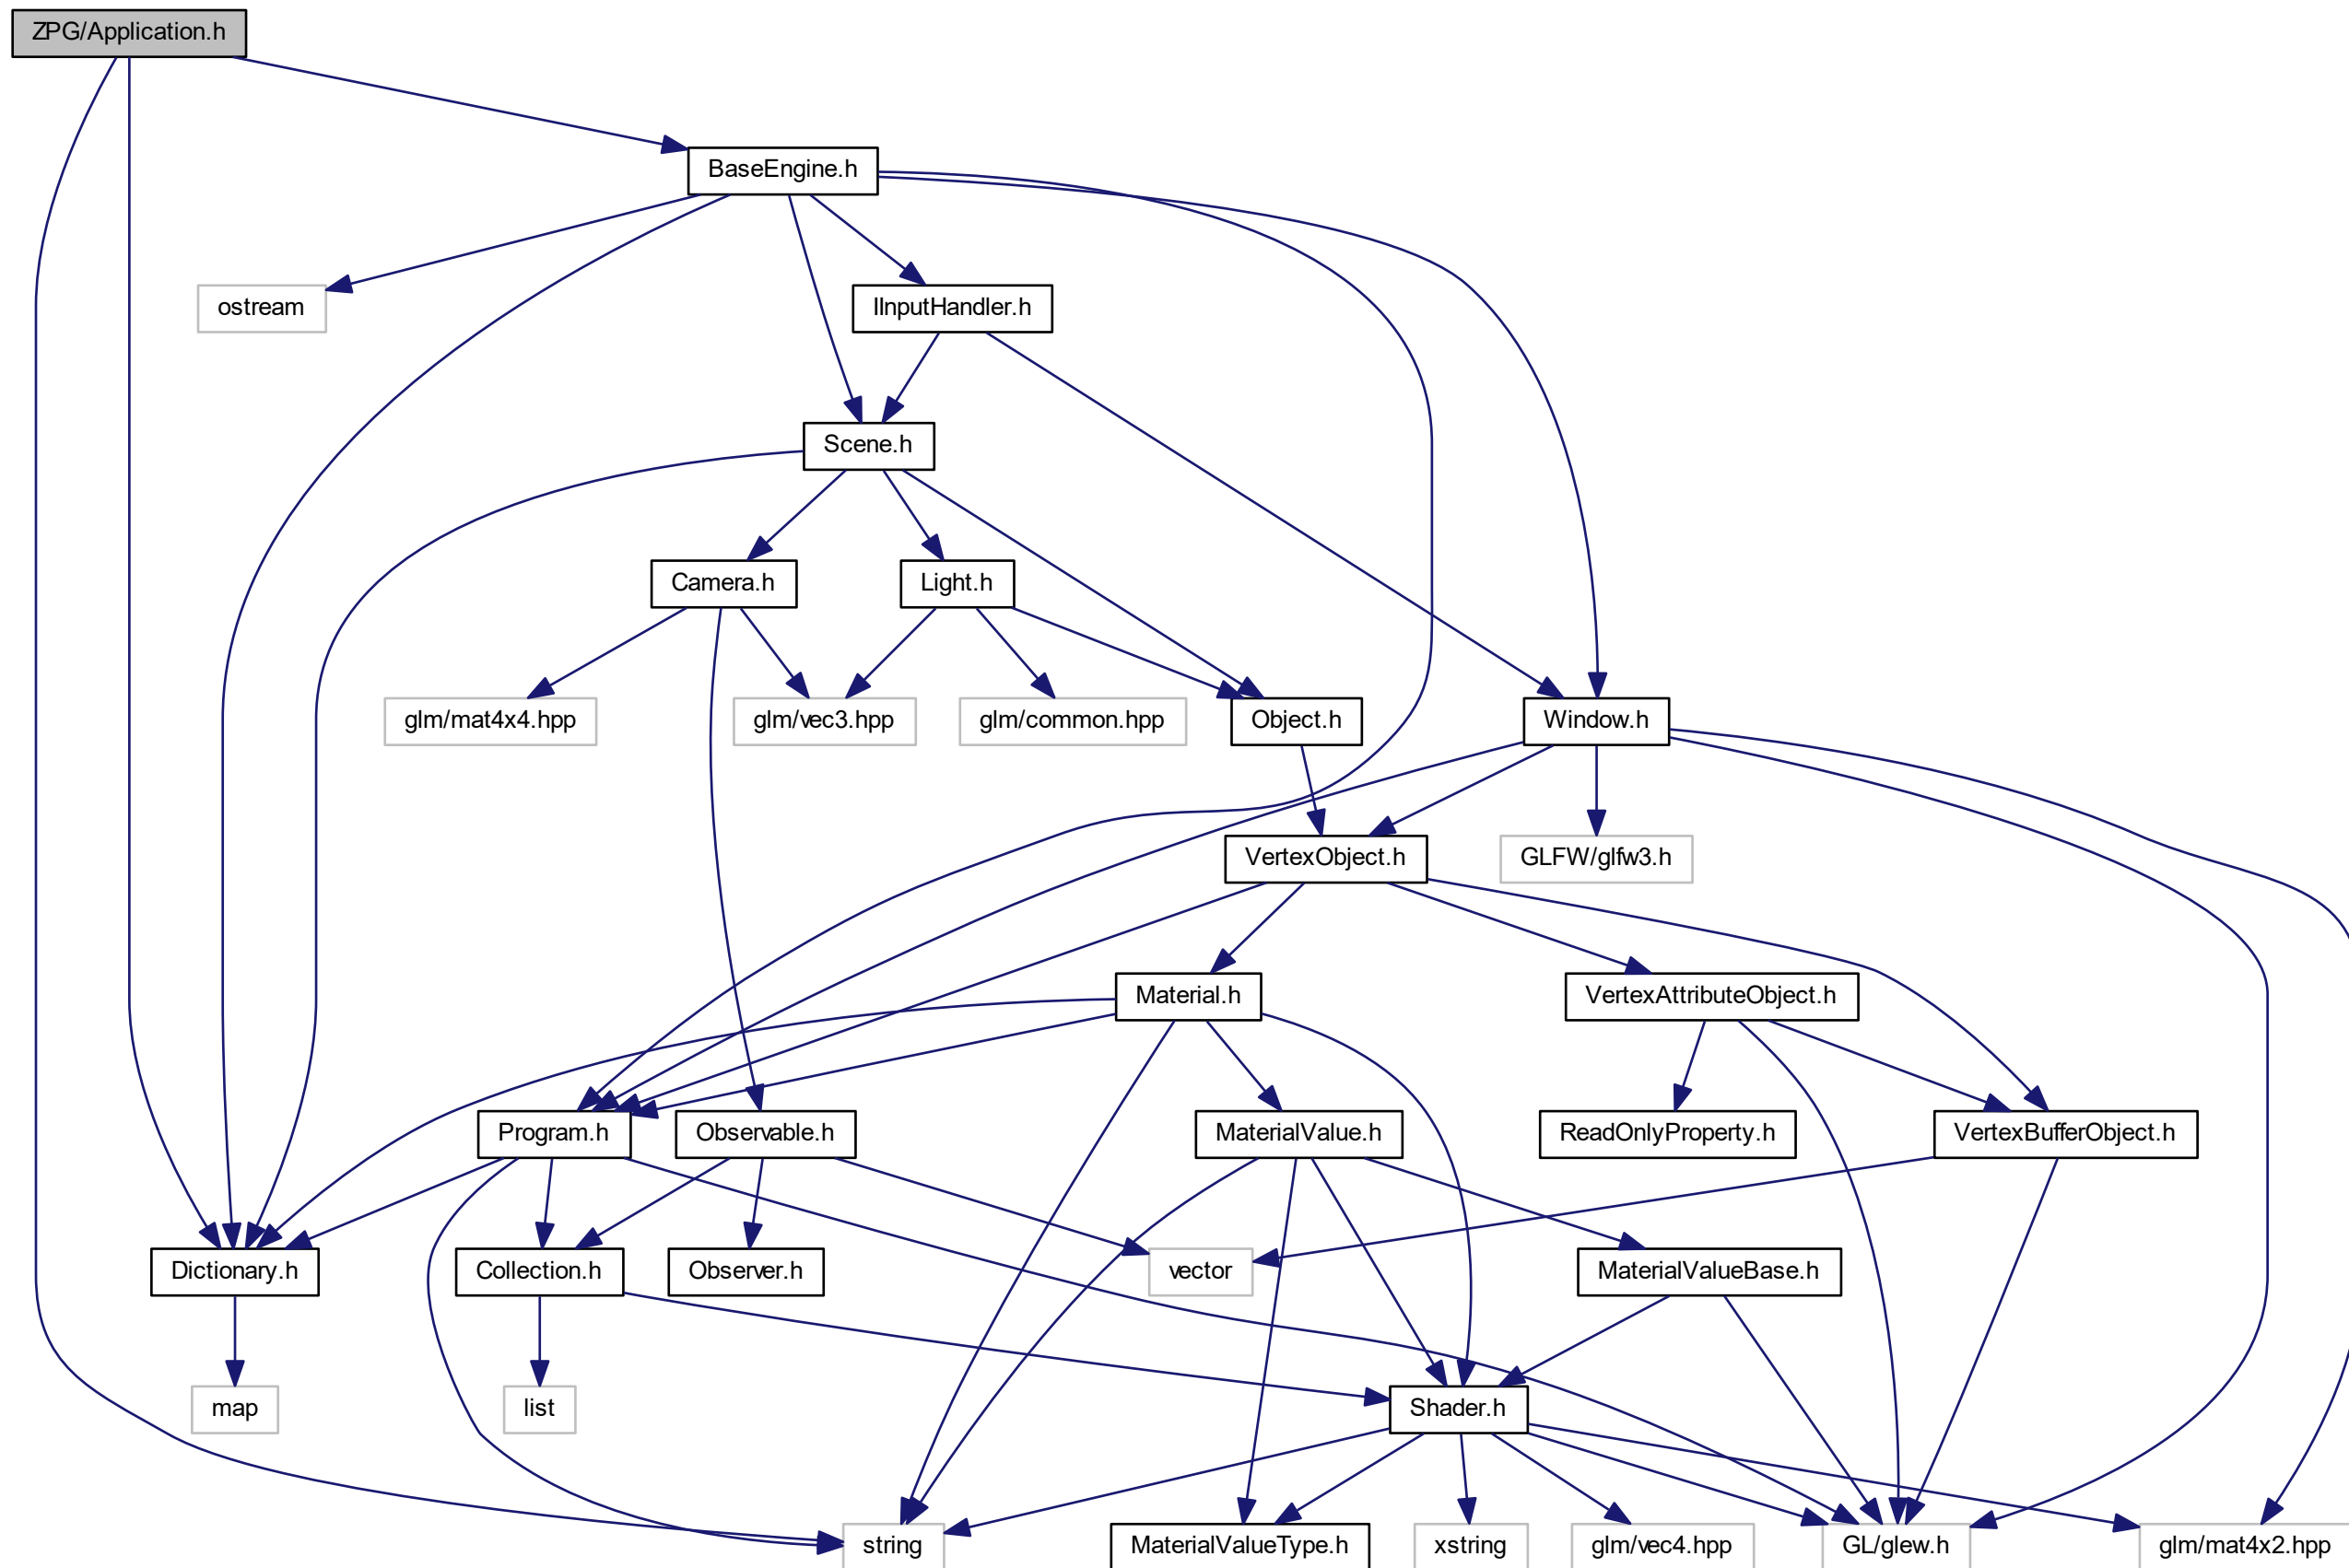 ZPG/Application.h
BaseEngine.h
ostream
IInputHandler.h
Scene.h
Camera.h
Light.h
glm/mat4x4.hpp
glm/vec3.hpp
glm/common.hpp
Object.h
Window.h
VertexObject.h
GLFW/glfw3.h
Material.h
VertexAttributeObject.h
Program.h
Observable.h
MaterialValue.h
ReadOnlyProperty.h
VertexBufferObject.h
Dictionary.h
Collection.h
Observer.h
vector
MaterialValueBase.h
map
list
Shader.h
string
MaterialValueType.h
xstring
glm/vec4.hpp
GL/glew.h
glm/mat4x2.hpp